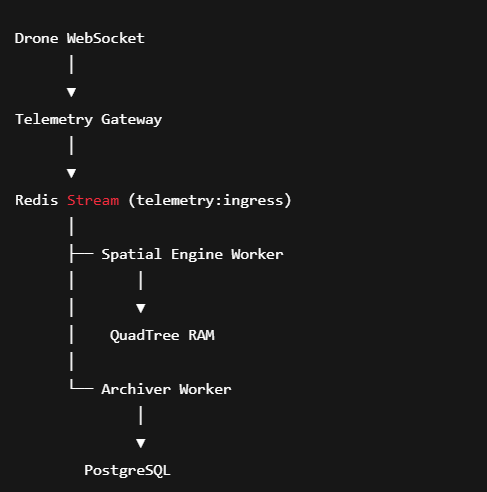 Drone WebSocket
Telemetry Gateway
Redis Stream (telemetry:ingress)
Spatial Engine Worker
QuadTree RAM
Archiver Worker
PostgreSQL